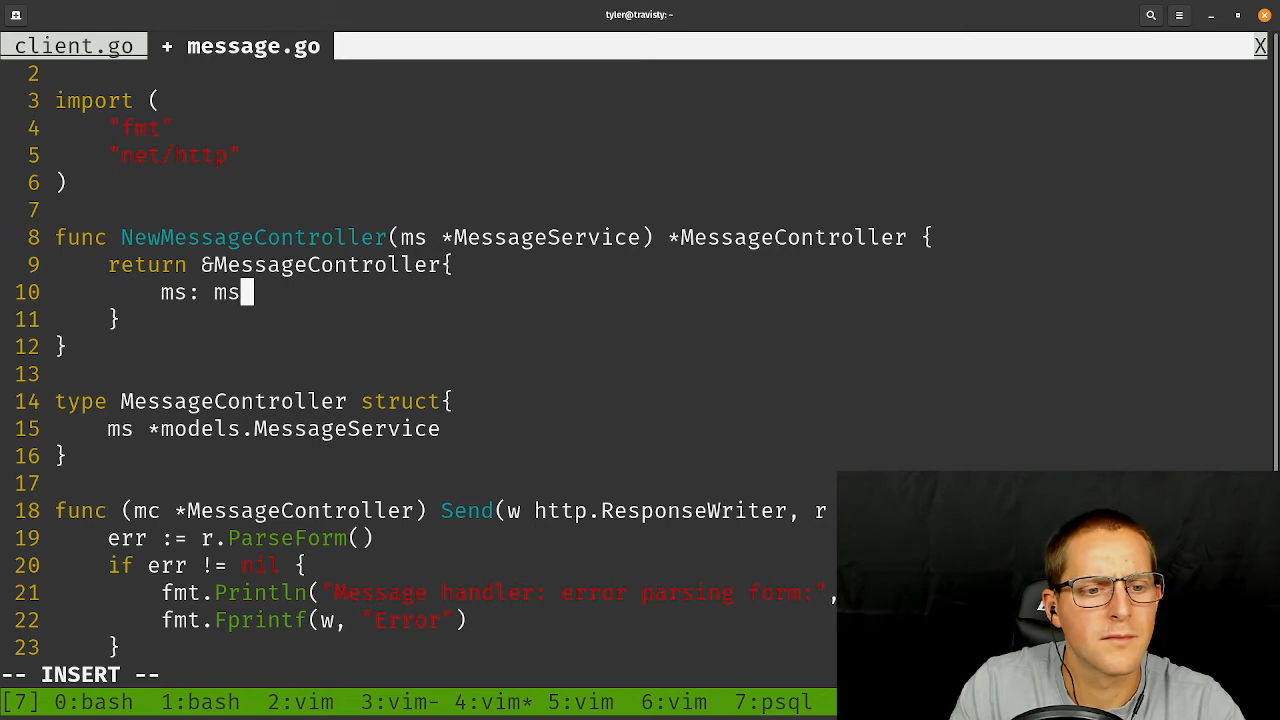 tyler@travisty: ~
client.go + message.go X
2
3 import (
4 "fmt"
5 "net/http"
6 )
7
8 func NewMessageController(ms *MessageService) *MessageController {
9 return &MessageController{
10 ms: ms
11 }
12 }
13
14 type MessageController struct{
15 ms *models.MessageService
16 }
17
18 func (mc *MessageController) Send(w http.ResponseWriter, r
19 err := r.ParseForm()
20 if err != nil {
21 fmt.Println("Message handler: error parsing form:",
22 fmt.Fprintf(w, "Error")
23 }
-- INSERT --
[7] 0:bash 1:bash 2:vim 3:vim- 4:vim* 5:vim 6:vim 7:psql